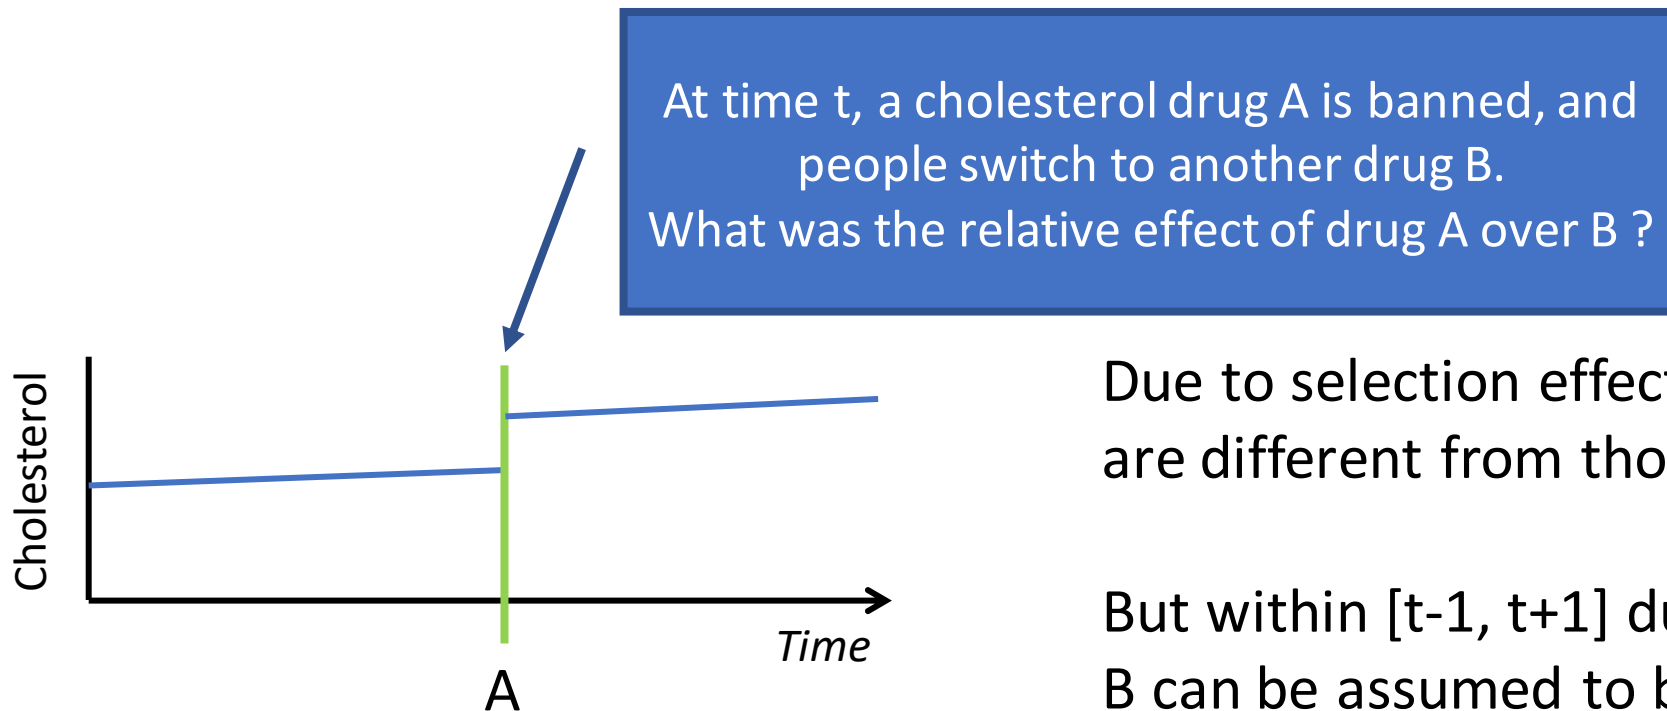 At time t, a cholesterol drug A is banned, and
people switch to another drug B.
What was the relative effect of drug A over B ?
Cholesterol
Time
A
Due to selection effect
are different from
But within [t-1, t+1]
B can be assumed to